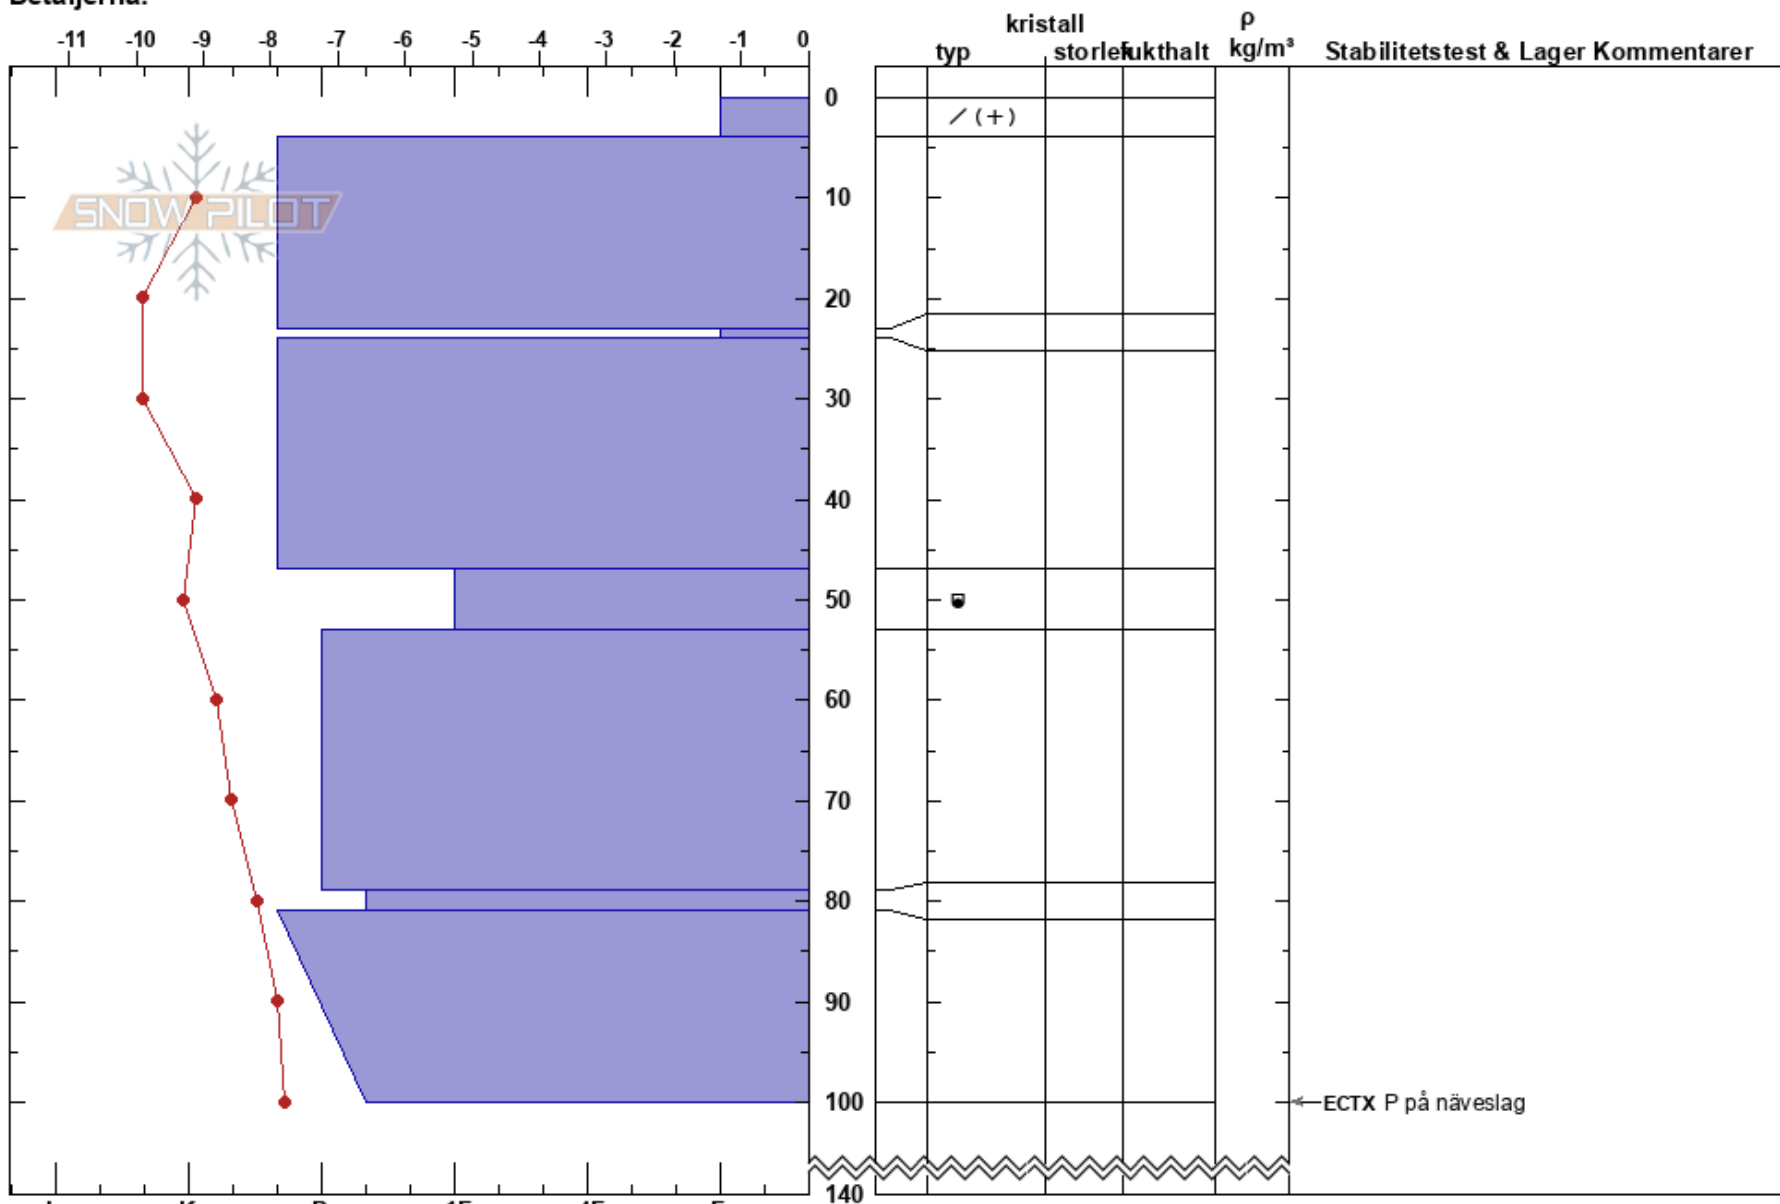 kristall
ρ
-11 -10 -9 -8 -7 -6 -5 -4 -3 -2 -1 0
typ storlek fukthalt kg/m³ Stabilitetstest & Lager Kommentarer
0
/ (+)
10
SNOW PILOT
20
30
40
50
60
70
80
90
100
ECTX P på näveslag
140